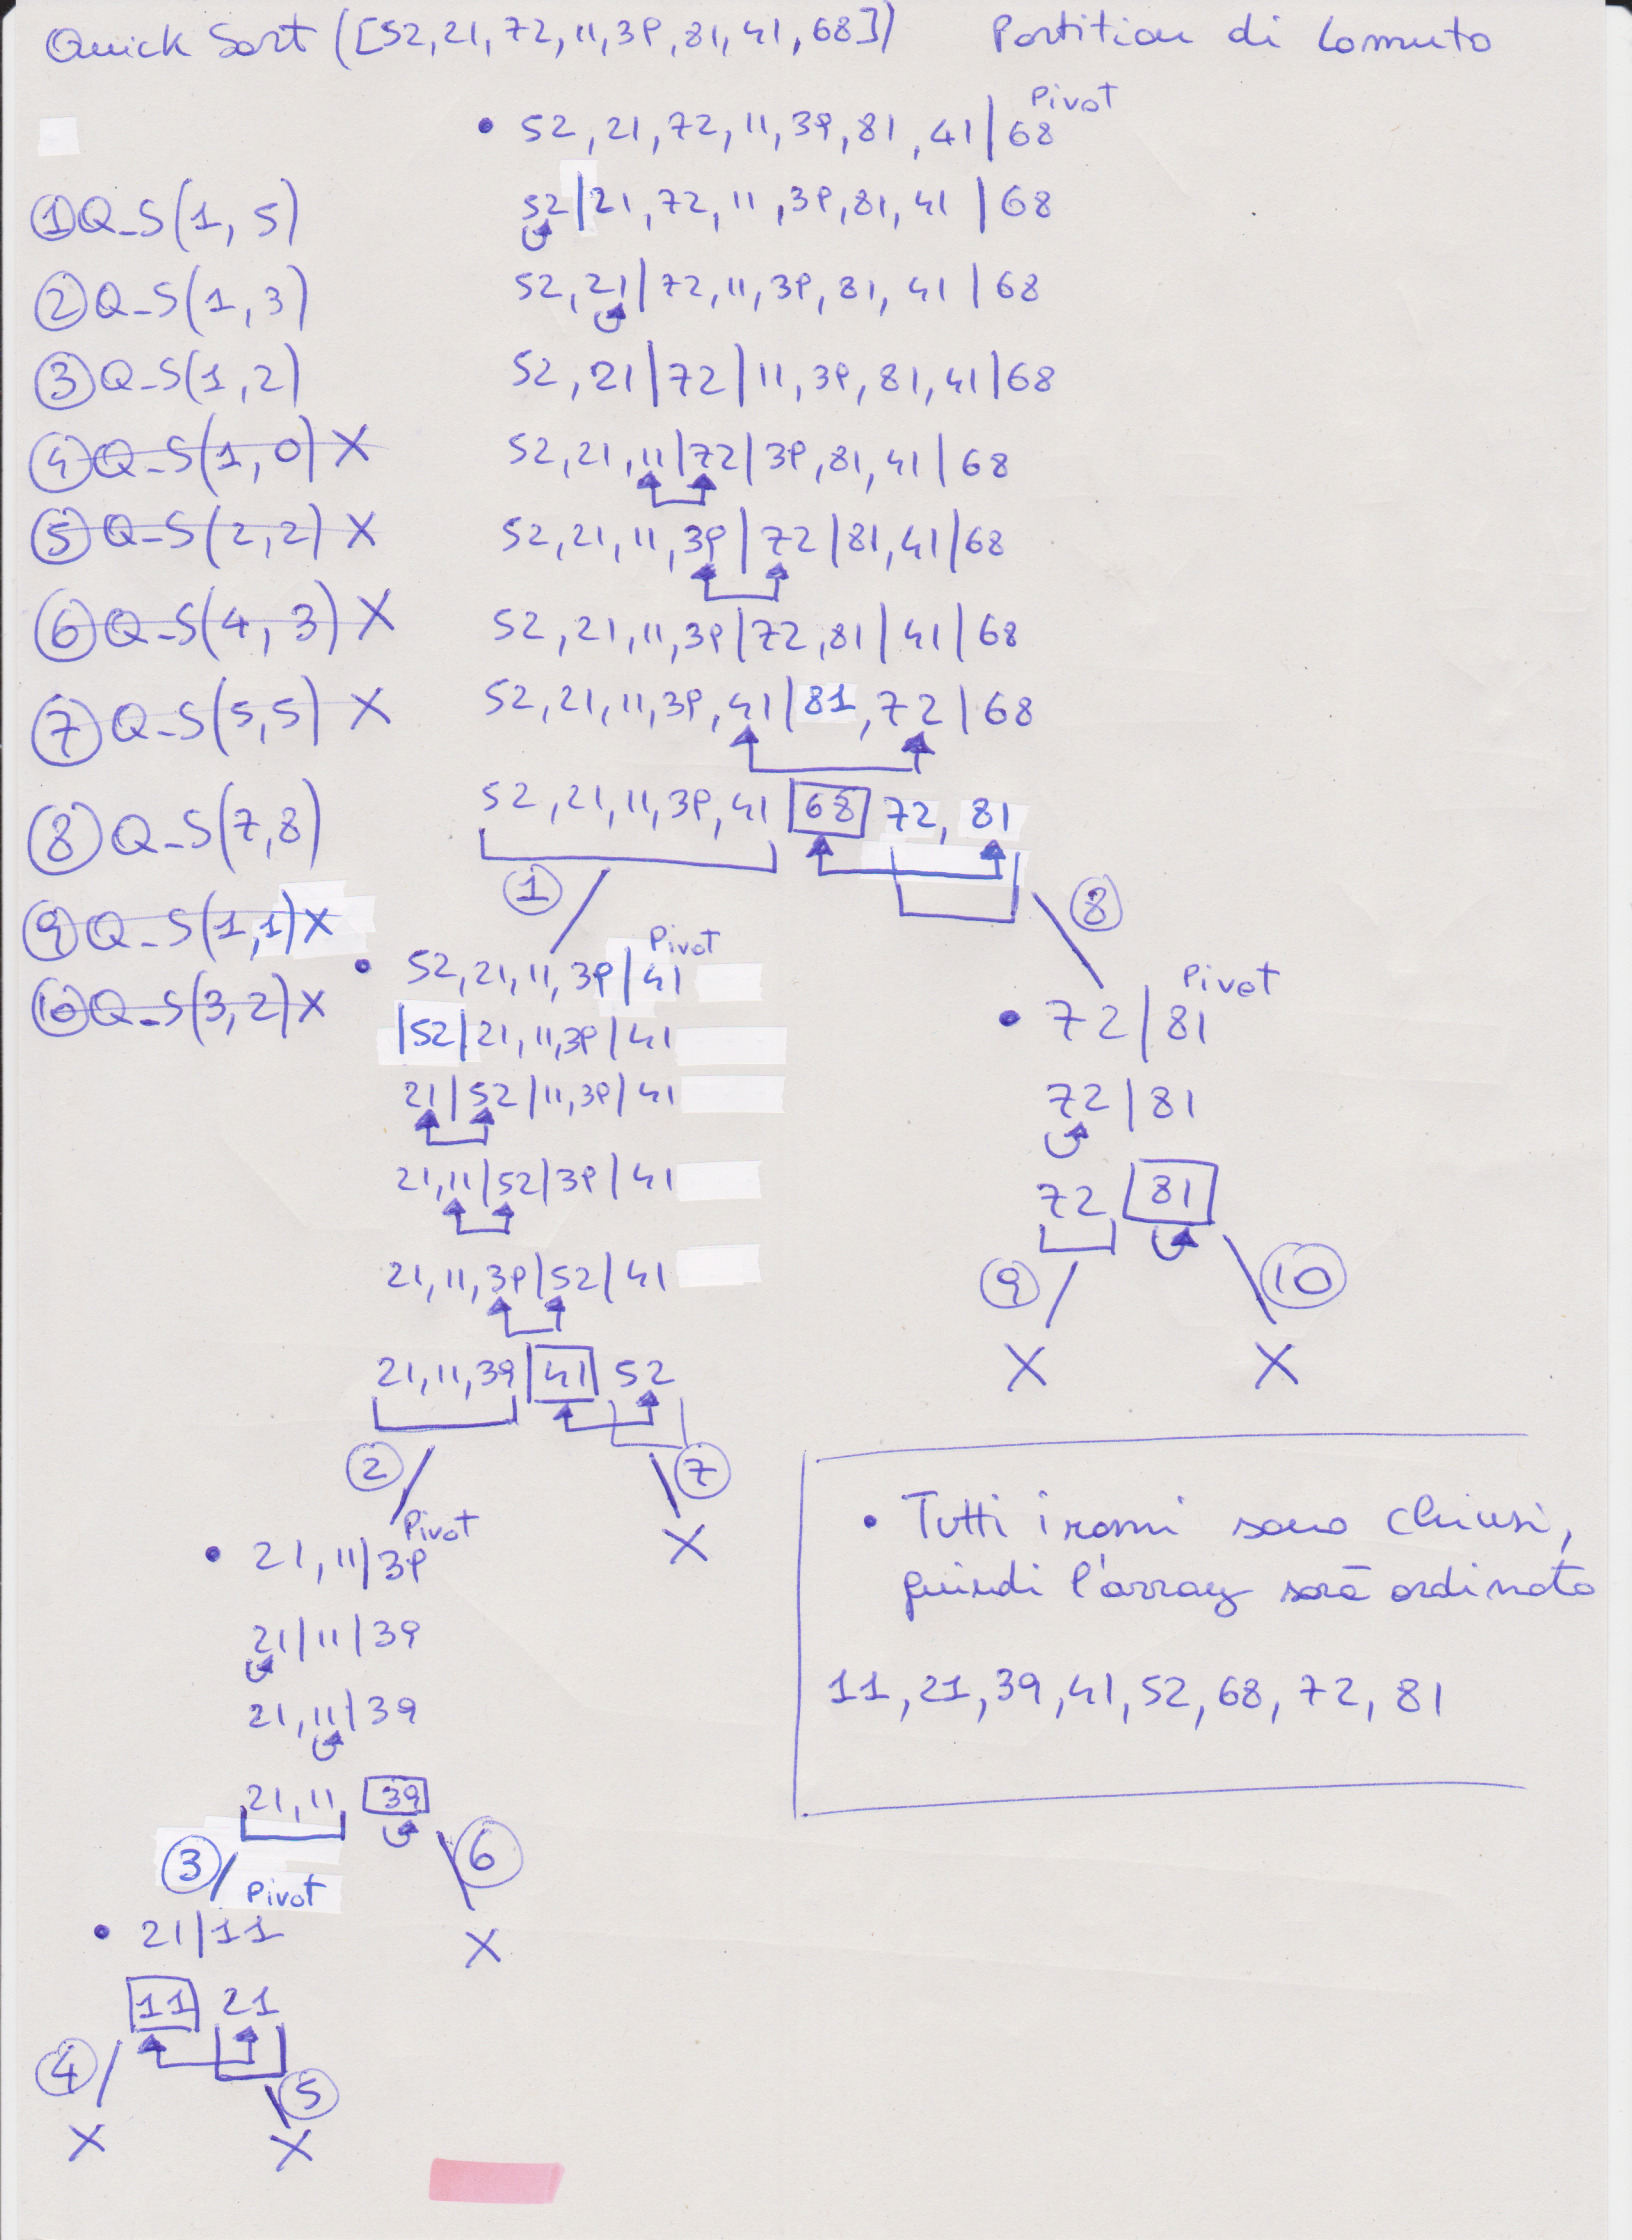 Quick Sort ([52,21,72,11,39,81,41,68]) Partition di Lomuto
Pivot
• 52,21,72,11,39,81,41|68
① Q_S(1,5)
52|21,72,11,39,81,41|68
② Q_S(1,3)
52,21|72,11,39,81,41|68
③ Q_S(1,2)
52,21|72|11,39,81,41|68
④ Q_S(1,0) X
52,21,11|72|39,81,41|68
⑤ Q_S(2,2) X
52,21,11,39|72|81,41|68
⑥ Q_S(4,3) X
52,21,11,39|72,81|41|68
⑦ Q_S(5,5) X
52,21,11,39,41|81,72|68
⑧ Q_S(7,8)
52,21,11,39,41 68 72,81
① ⑧
⑨ Q_S(1,1) X
Pivot
• 52,21,11,39|41
⑩ Q_S(3,2) X
|52|21,11,39|41
21|52|11,39|41
21,11|52|39|41
21,11,39|52|41
21,11,39|41 52
② ⑦
X
Pivot
• 72|81
72|81
72 81
⑨ ⑩
X X
Pivot
• 21,11|39
21|11|39
21,11|39
21,11 39
③ ⑥
X
Pivot
• 21|11
11 21
④ ⑤
X X
• Tutti i rami sono chiusi,
quindi l'array sarà ordinato
11,21,39,41,52,68,72,81